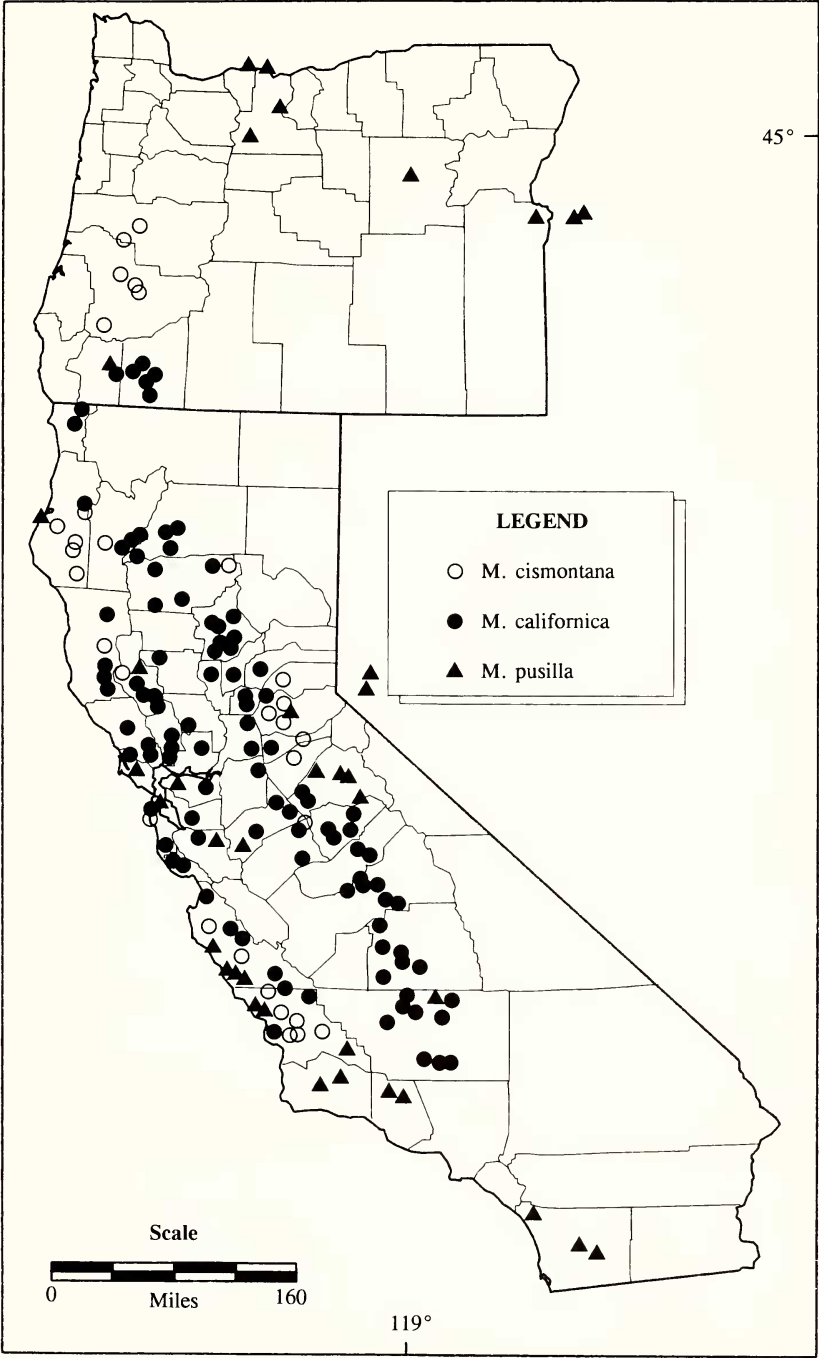 45°
LEGEND
M. cismontana
M. californica
M. pusilla
Scale
0 Miles 160
119°